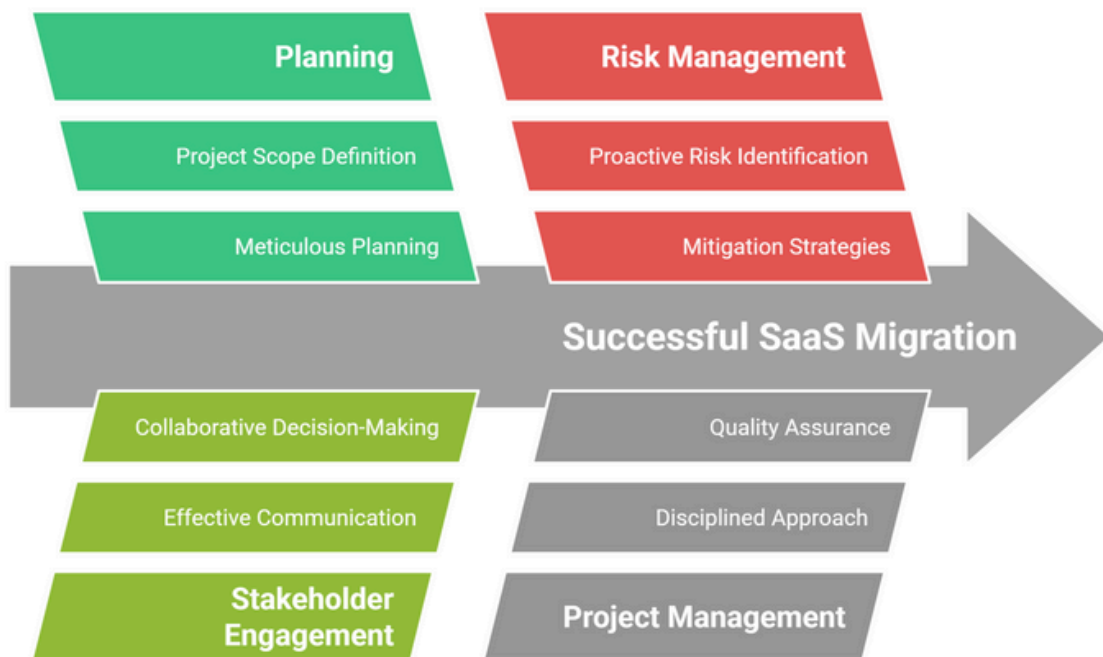 Planning
Risk Management
Project Scope Definition
Proactive Risk Identification
Meticulous Planning
Mitigation Strategies
Successful SaaS Migration
Collaborative Decision-Making
Quality Assurance
Effective Communication
Disciplined Approach
Stakeholder
Engagement
Project Management